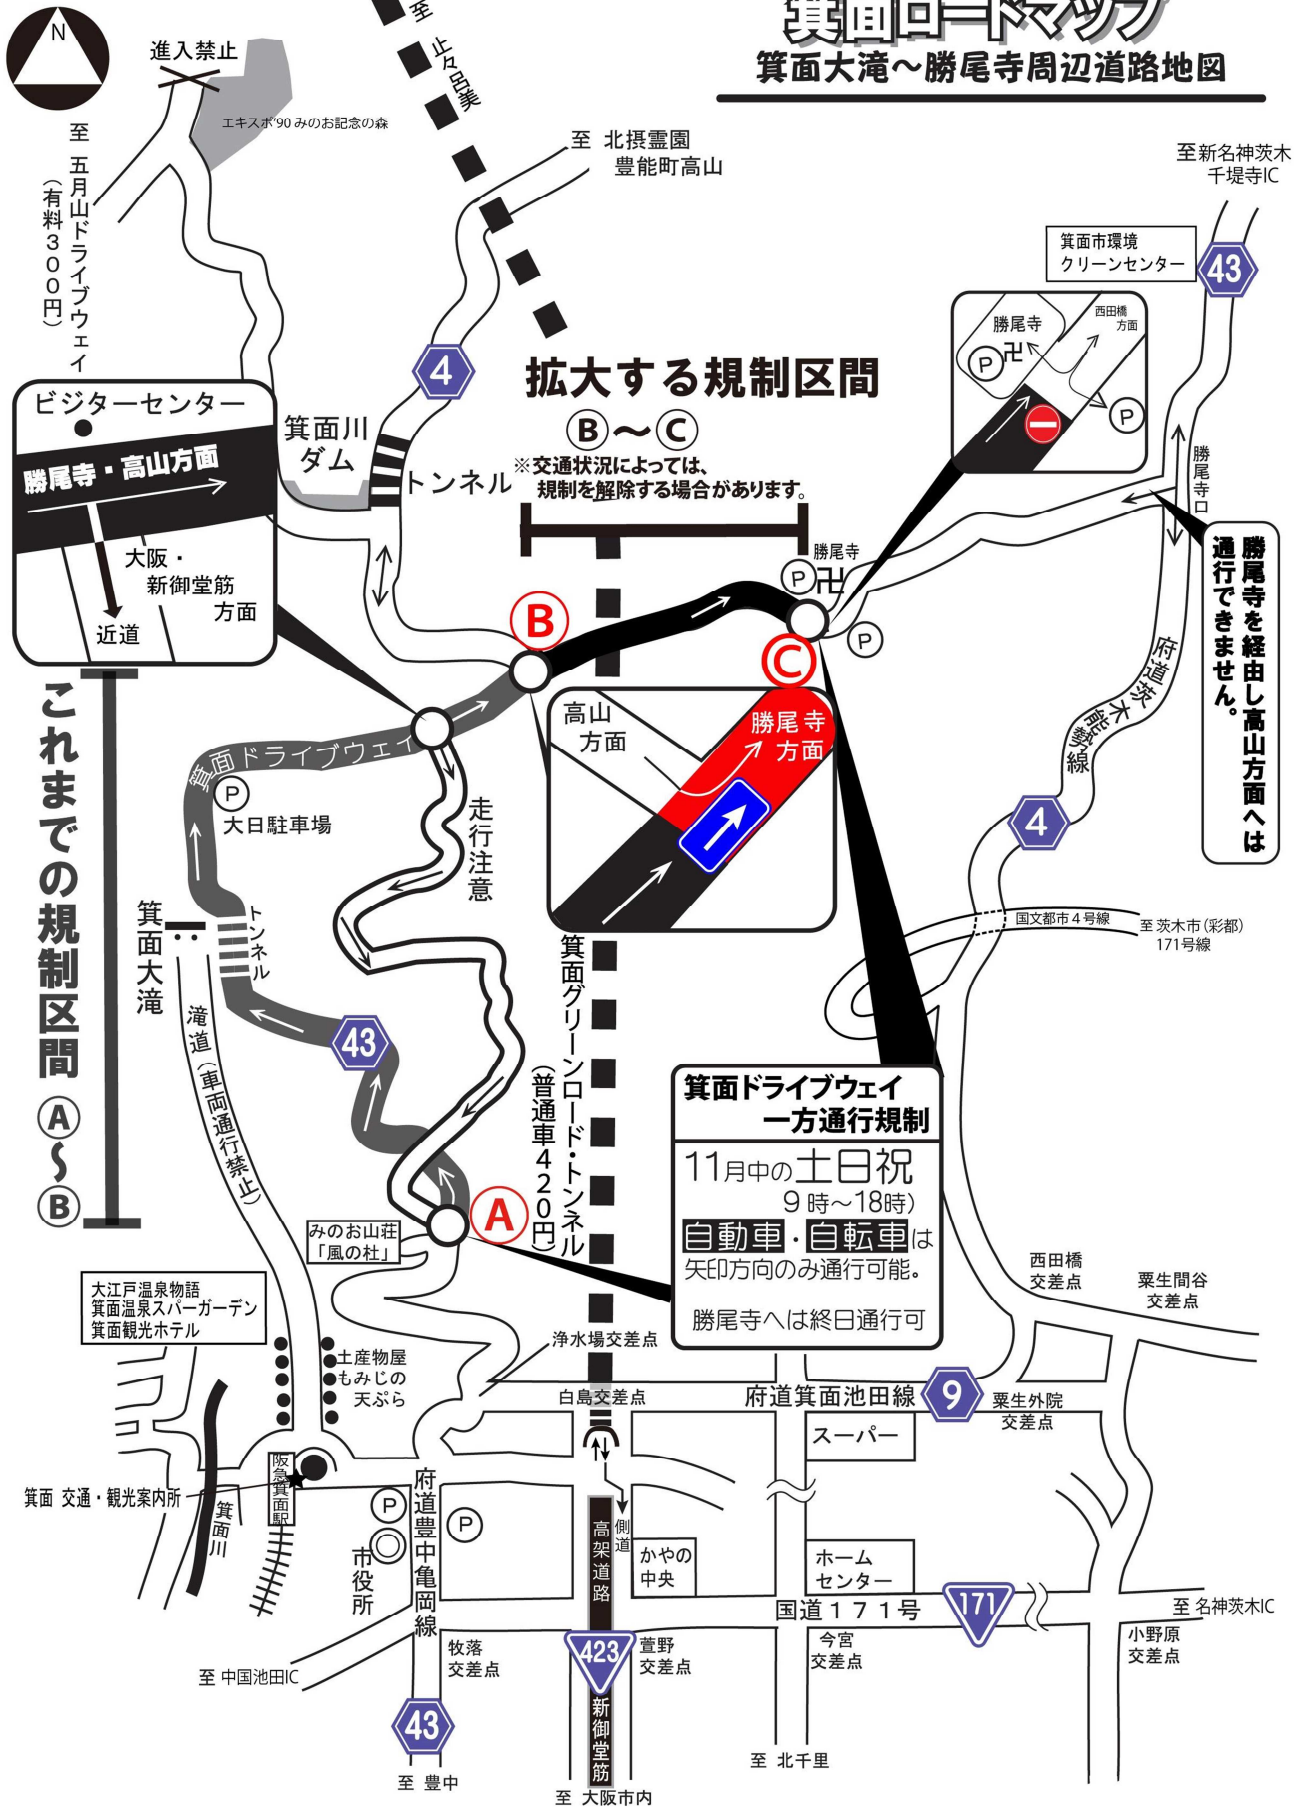 箕面ロードマップ
箕面大滝～勝尾寺周辺道路地図
N
進入禁止
エキスポ'90 みのお記念の森
至 止々呂美
至 北摂霊園
豊能町高山
至新名神茨木
千堤寺IC
至 五月山ドライブウェイ
（有料３００円）
箕面市環境
クリーンセンター
43
勝尾寺
卍
P
西田橋
方面
P
4
拡大する規制区間
Ⓑ～Ⓒ
※交通状況によっては、
規制を解除する場合があります。
ビジターセンター
勝尾寺・高山方面
大阪・
新御堂筋
方面
近道
箕面川
ダム
トンネル
勝尾寺口
勝尾寺を経由し高山方面へは
通行できません。
勝尾寺
P 卍
P
B
C
高山
方面
勝尾寺
方面
府道茨木能勢線
4
これまでの規制区間 Ⓐ～Ⓑ
箕面ドライブウェイ
P
大日駐車場
走行注意
箕面大滝
トンネル
国文都市４号線
至 茨木市（彩都）
171号線
滝道（車両通行禁止）
43
箕面グリーンロード・トンネル
（普通車４２０円）
箕面ドライブウェイ
一方通行規制
11月中の土日祝
９時～18時）
自動車・自転車は
矢印方向のみ通行可能。
勝尾寺へは終日通行可
A
みのお山荘
「風の杜」
大江戸温泉物語
箕面温泉スパーガーデン
箕面観光ホテル
西田橋
交差点
粟生間谷
交差点
浄水場交差点
土産物屋
もみじの
天ぷら
白島交差点
府道箕面池田線
9
粟生外院
交差点
スーパー
阪急箕面駅
箕面 交通・観光案内所
箕面川
P
P
市役所
府道豊中亀岡線
高架道路
側道
かやの
中央
ホーム
センター
国道１７１号
171
至 名神茨木IC
至 中国池田IC
牧落
交差点
423
萱野
交差点
今宮
交差点
小野原
交差点
43
新御堂筋
至 豊中
至 大阪市内
至 北千里